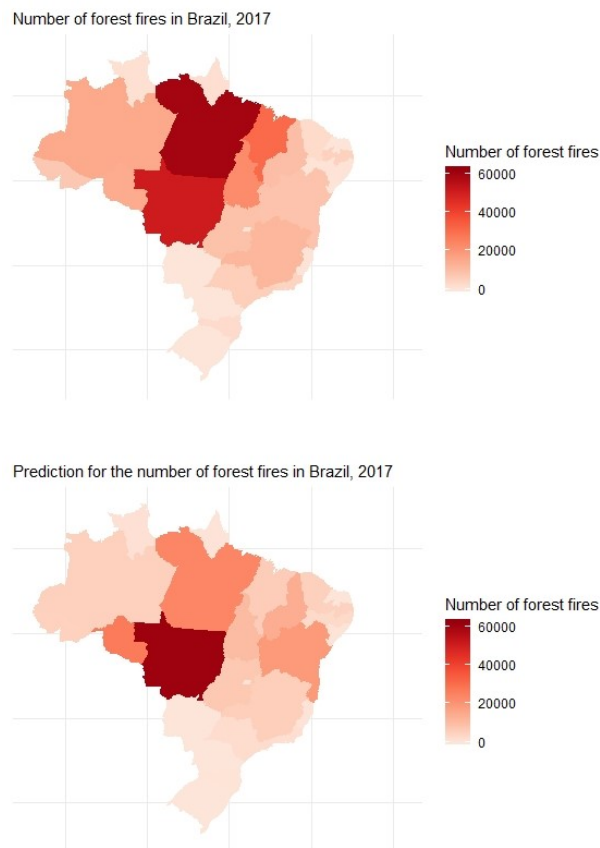 Number of forest fires in Brazil, 2017
Number of forest fires
60000
40000
20000
0
Prediction for the number of forest fires in Brazil, 2017
Number of forest fires
60000
40000
20000
0